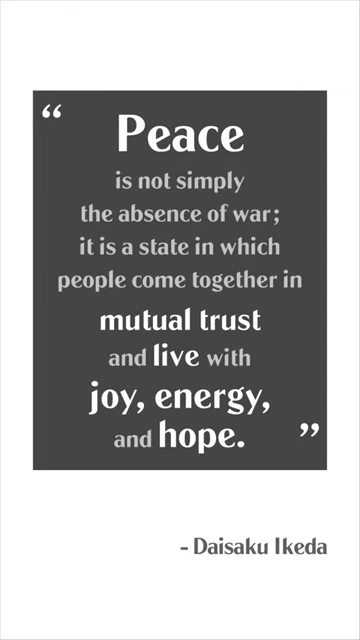 “
Peace
is not simply
the absence of war;
it is a state in which
people come together in
mutual trust
and live with
joy, energy,
and hope.
”
- Daisaku Ikeda